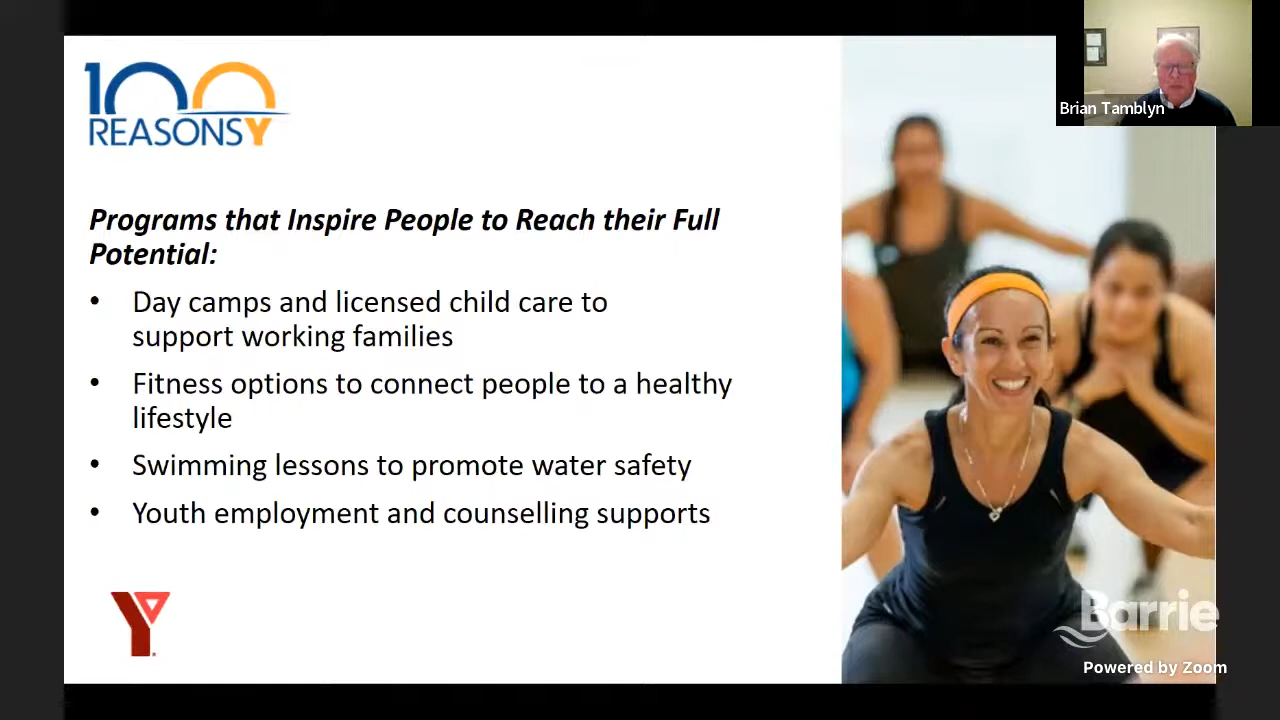 100
REASONSY
Programs that Inspire People to Reach their Full
Potential:
• Day camps and licensed child care to
support working families
• Fitness options to connect people to a healthy
lifestyle
• Swimming lessons to promote water safety
• Youth employment and counselling supports
Y
Brian Tamblyn
Barrie
Powered by Zoom